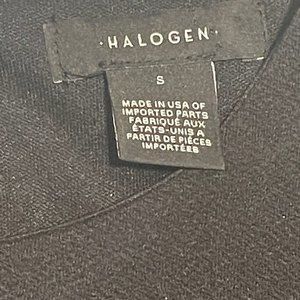 ·HALOGEN·
S
MADE IN USA OF
IMPORTED PARTS
FABRIQUÉ AUX
ÉTATS-UNIS A
PARTIR DE PIÈCES
IMPORTÉES